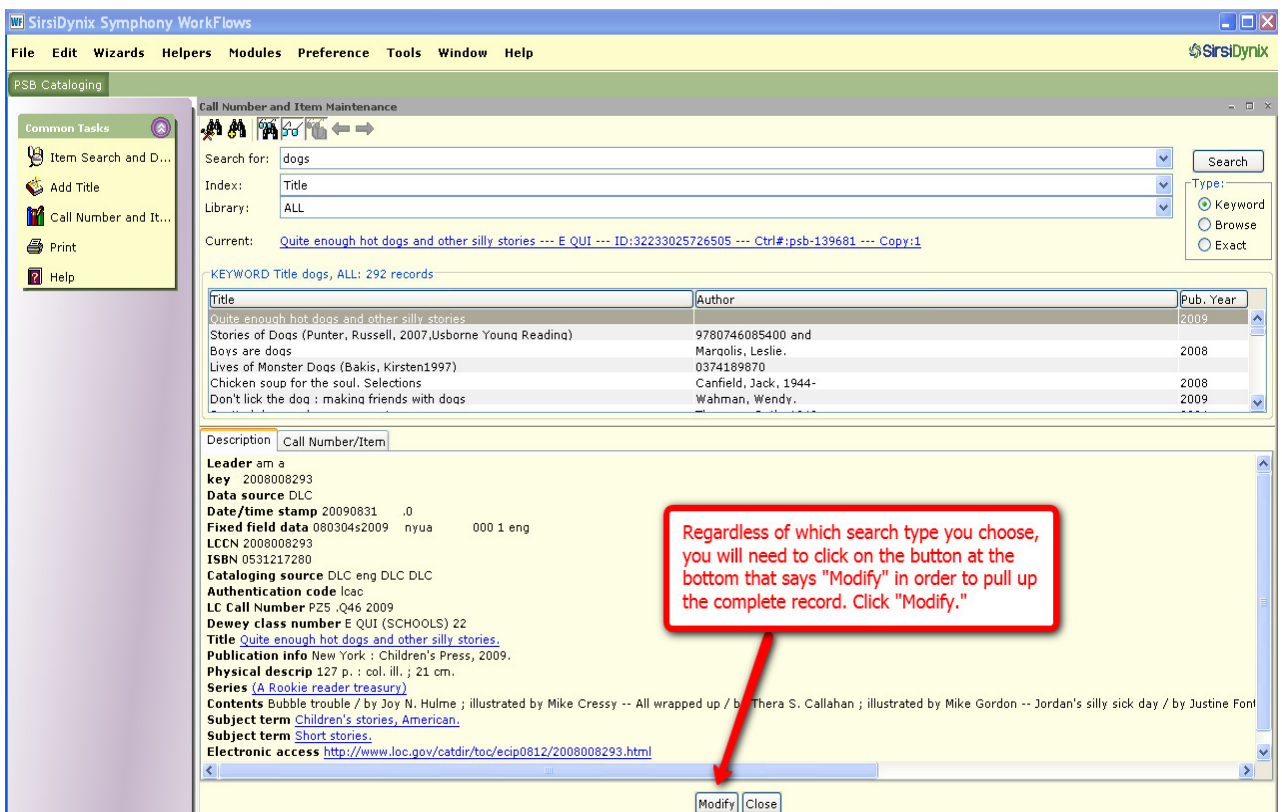 WF SirsiDynix Symphony WorkFlows
File Edit Wizards Helpers Modules Preference Tools Window Help
SirsiDynix
PSB Cataloging
Common Tasks
Item Search and D...
Add Title
Call Number and It...
Print
Help
Call Number and Item Maintenance
Search for: dogs
Search
Index: Title
Library: ALL
Type:
Keyword
Browse
Exact
Current: Quite enough hot dogs and other silly stories --- E QUI --- ID:32233025726505 --- Ctrl#:psb-139681 --- Copy:1
KEYWORD Title dogs, ALL: 292 records
Title Author Pub. Year
Quite enough hot dogs and other silly stories 2009
Stories of Dogs (Punter, Russell, 2007,Usborne Young Reading) 9780746085400 and
Boys are dogs Margolis, Leslie. 2008
Lives of Monster Dogs (Bakis, Kirsten1997) 0374189870
Chicken soup for the soul. Selections Canfield, Jack, 1944- 2008
Don't lick the dog : making friends with dogs Wahman, Wendy. 2009
Description Call Number/Item
Leader am a
key 2008008293
Data source DLC
Date/time stamp 20090831 .0
Fixed field data 080304s2009 nyua 000 1 eng
LCCN 2008008293
ISBN 0531217280
Cataloging source DLC eng DLC DLC
Authentication code lcac
LC Call Number PZ5 .Q46 2009
Dewey class number E QUI (SCHOOLS) 22
Title Quite enough hot dogs and other silly stories.
Publication info New York : Children's Press, 2009.
Physical descrip 127 p. : col. ill. ; 21 cm.
Series (A Rookie reader treasury)
Contents Bubble trouble / by Joy N. Hulme ; illustrated by Mike Cressy -- All wrapped up / by Thera S. Callahan ; illustrated by Mike Gordon -- Jordan's silly sick day / by Justine Font
Subject term Children's stories, American.
Subject term Short stories.
Electronic access http://www.loc.gov/catdir/toc/ecip0812/2008008293.html
Regardless of which search type you choose,
you will need to click on the button at the
bottom that says "Modify" in order to pull up
the complete record. Click "Modify."
Modify Close